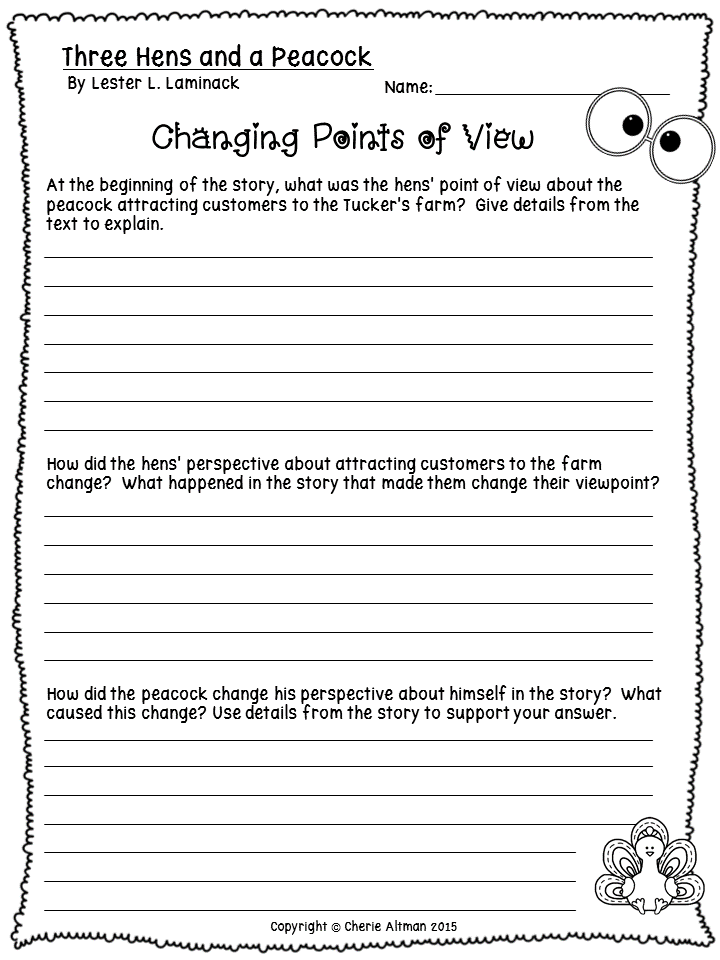 Three Hens and a Peacock
By Lester L. Laminack
Name:
Changing Points of View
At the beginning of the story, what was the hens' point of view about the
peacock attracting customers to the Tucker's farm?  Give details from the
text to explain.
How did the hens' perspective about attracting customers to the farm
change?  What happened in the story that made them change their viewpoint?
How did the peacock change his perspective about himself in the story?  What
caused this change? Use details from the story to support your answer.
Copyright © Cherie Altman 2015